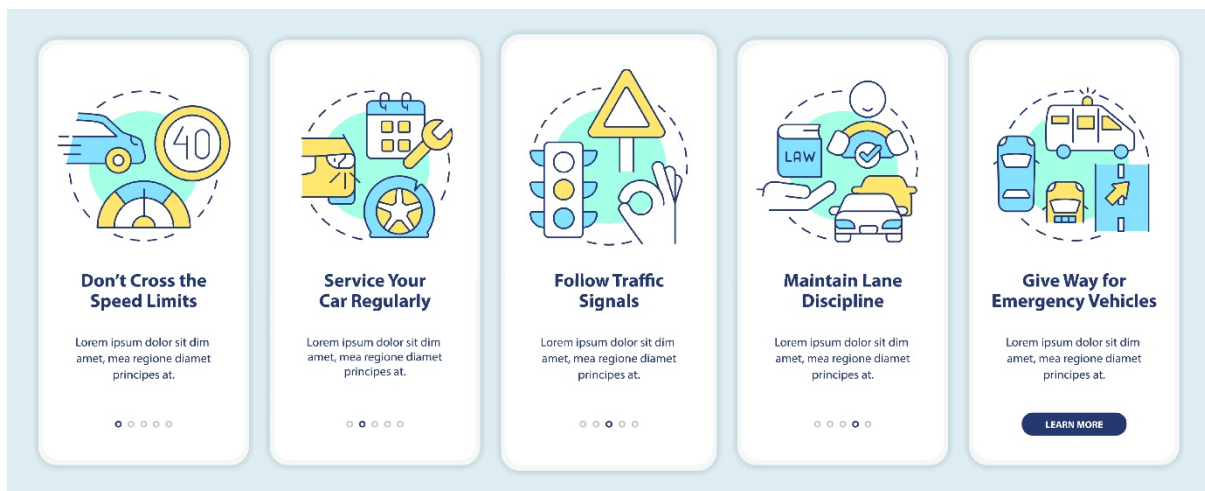 40
Don't Cross the
Speed Limits
Lorem ipsum dolor sit dim
amet, mea regione diamet
principes at.
Service Your
Car Regularly
Lorem ipsum dolor sit dim
amet, mea regione diamet
principes at.
Follow Traffic
Signals
Lorem ipsum dolor sit dim
amet, mea regione diamet
principes at.
LAW
Maintain Lane
Discipline
Lorem ipsum dolor sit dim
amet, mea regione diamet
principes at.
Give Way for
Emergency Vehicles
Lorem ipsum dolor sit dim
amet, mea regione diamet
principes at.
LEARN MORE